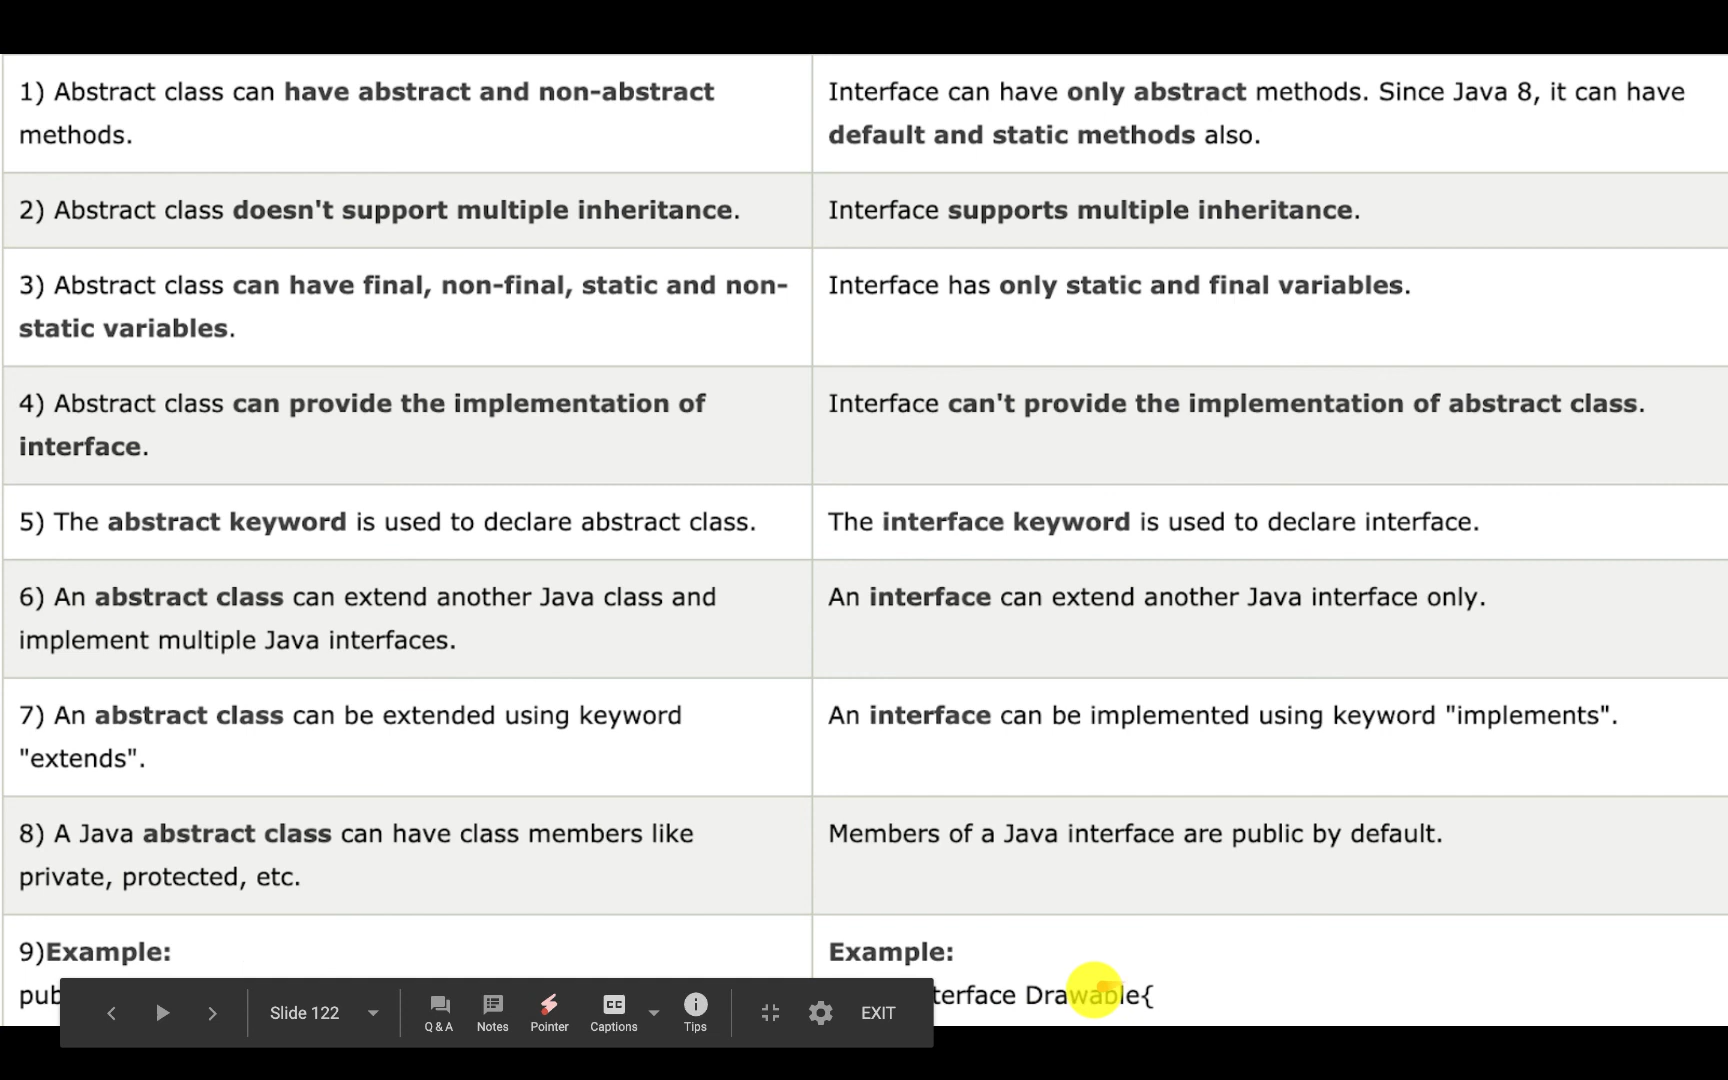 1) Abstract class can have abstract and non-abstract
methods.
Interface can have only abstract methods. Since Java 8, it can have
default and static methods also.
2) Abstract class doesn't support multiple inheritance.
Interface supports multiple inheritance.
3) Abstract class can have final, non-final, static and non-
static variables.
Interface has only static and final variables.
4) Abstract class can provide the implementation of
interface.
Interface can't provide the implementation of abstract class.
5) The abstract keyword is used to declare abstract class.
The interface keyword is used to declare interface.
6) An abstract class can extend another Java class and
implement multiple Java interfaces.
An interface can extend another Java interface only.
7) An abstract class can be extended using keyword
"extends".
An interface can be implemented using keyword "implements".
8) A Java abstract class can have class members like
private, protected, etc.
Members of a Java interface are public by default.
9)Example:
Example:
Drawable{
Slide 122
Q & A
Notes
Pointer
CC
Captions
Tips
EXIT